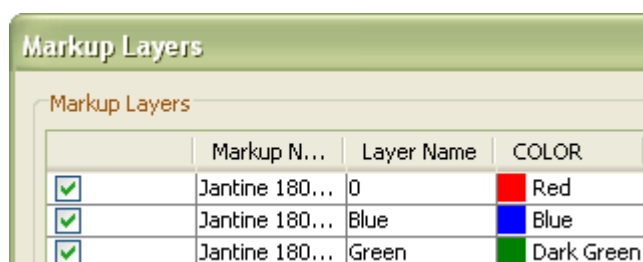 Markup Layers
Markup Layers
Markup N... Layer Name COLOR
Jantine 180... 0 Red
Jantine 180... Blue Blue
Jantine 180... Green Dark Green